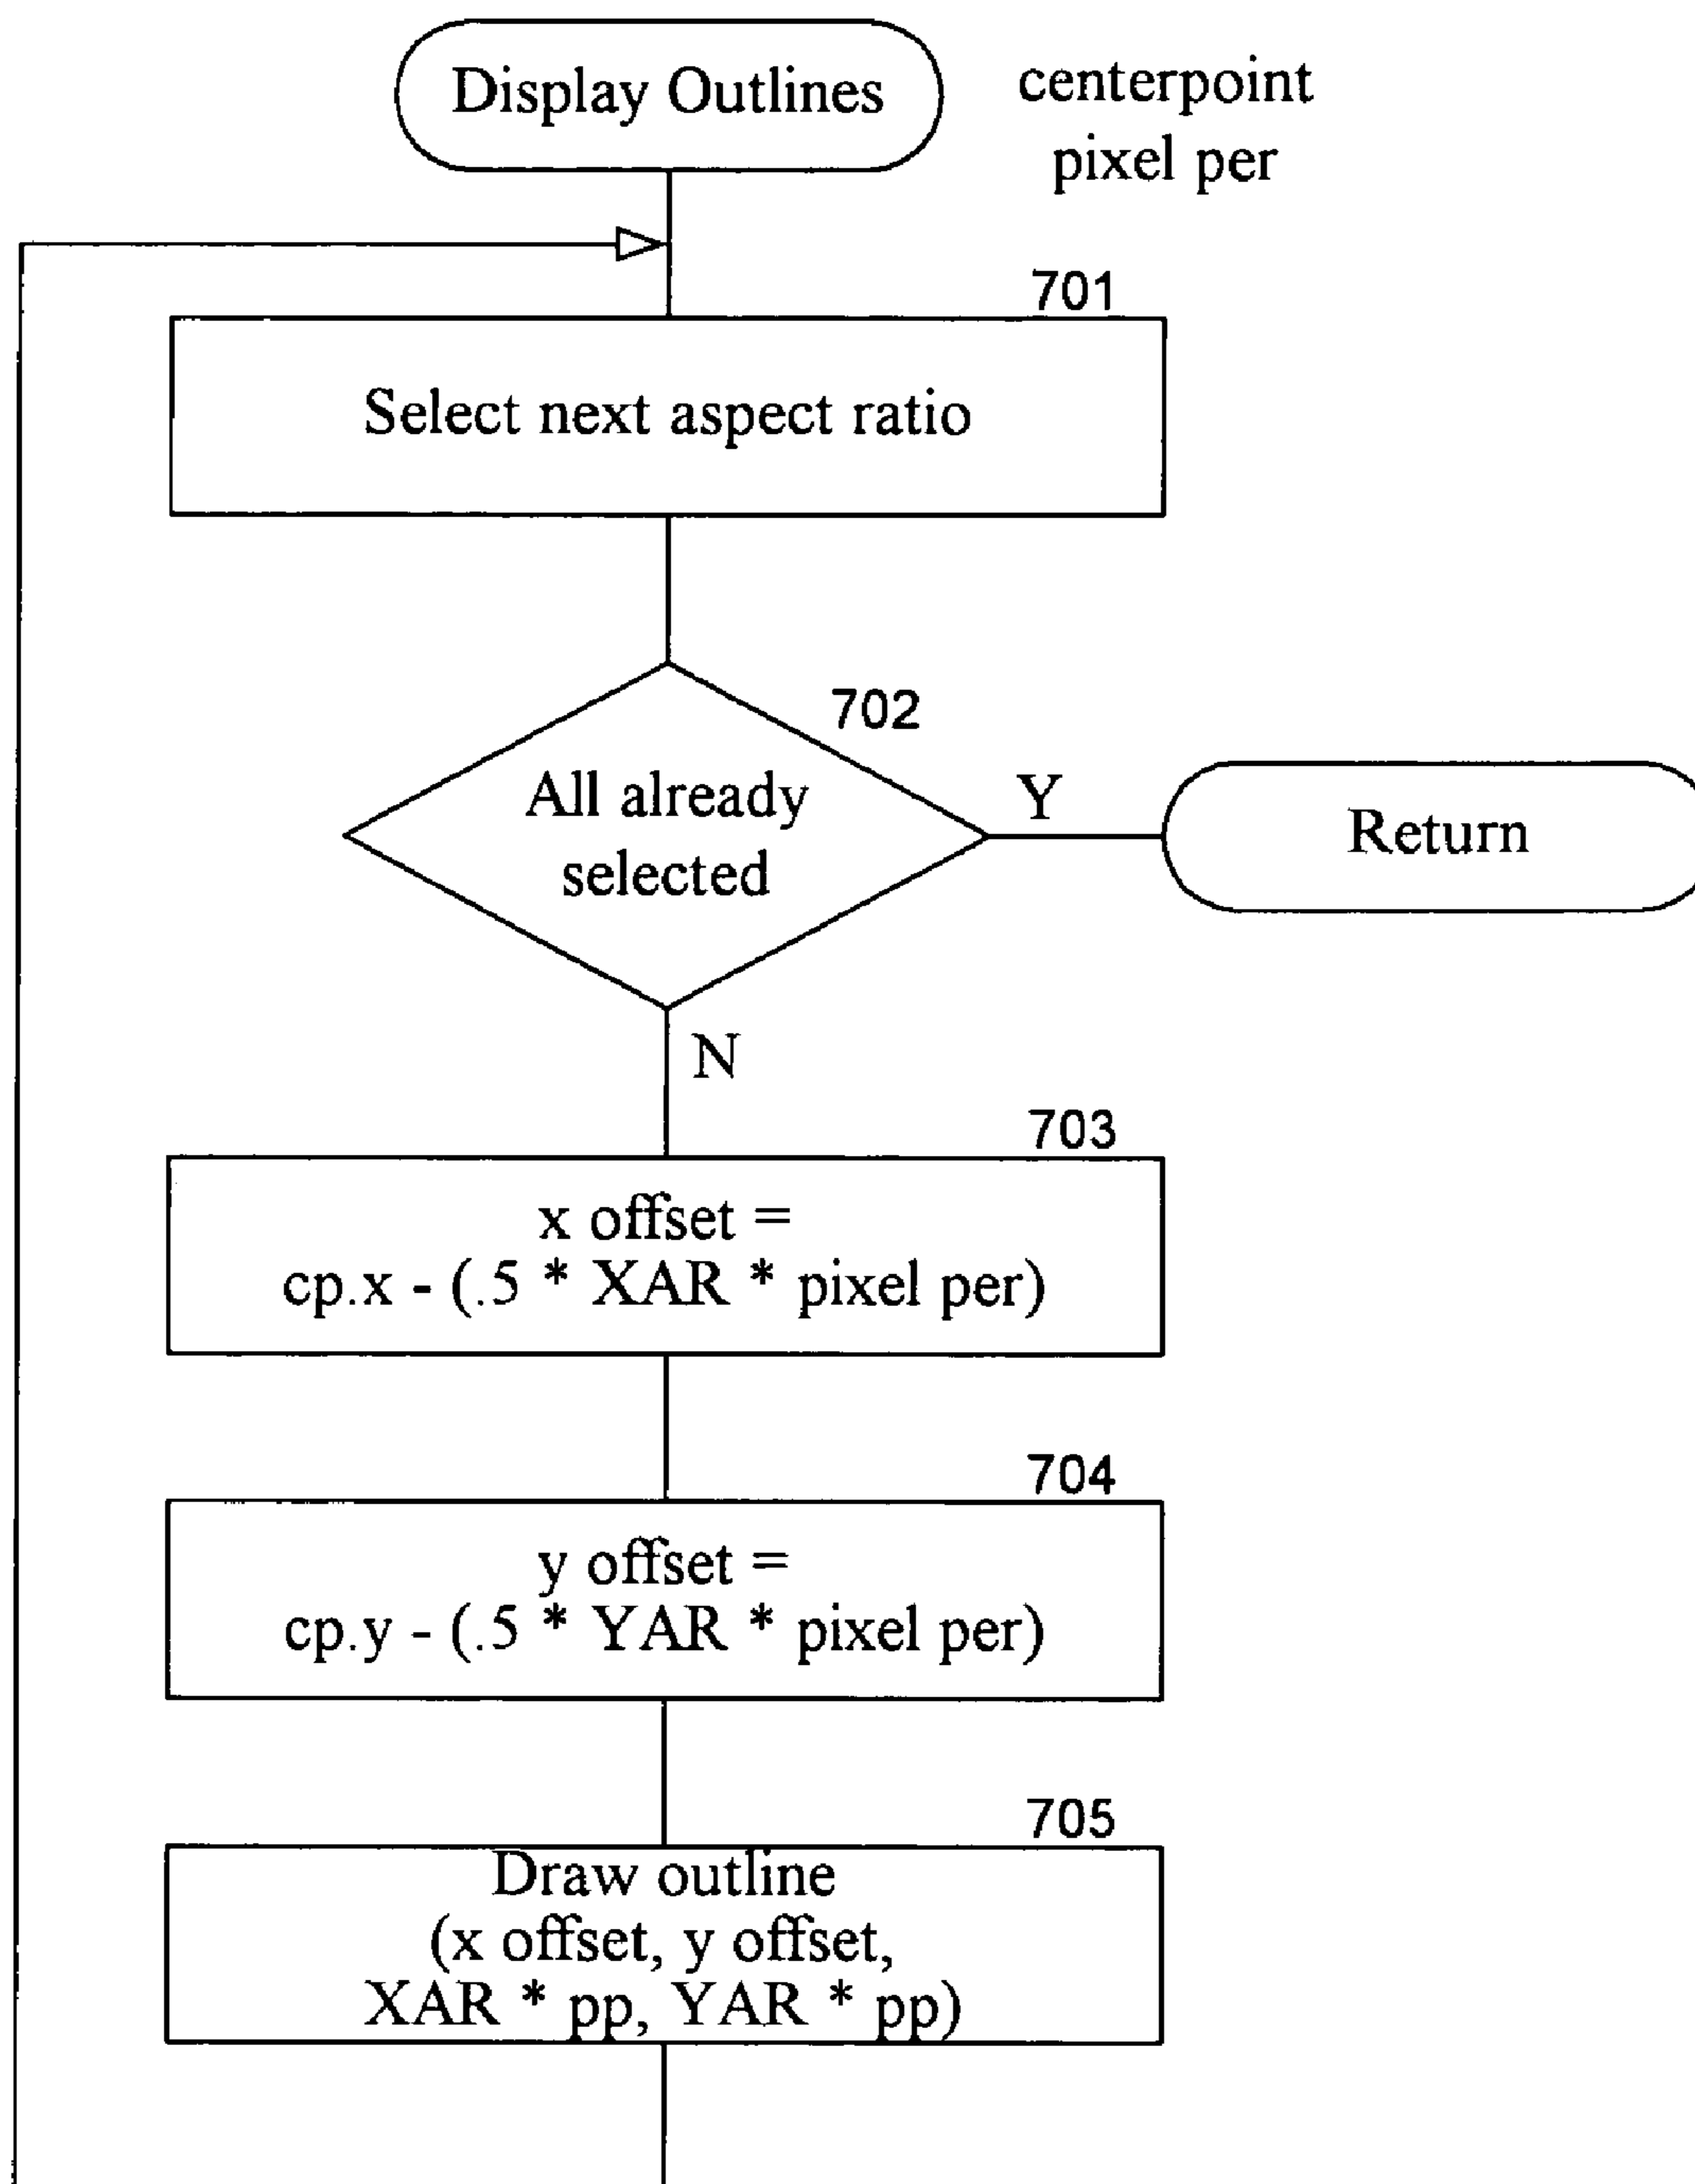 Display Outlines
centerpoint
pixel per
701
Select next aspect ratio
702
All already
selected
Y
Return
N
703
x offset =
cp.x - (.5 * XAR * pixel per)
704
y offset =
cp.y - (.5 * YAR * pixel per)
705
Draw outline
(x offset, y offset,
XAR * pp, YAR * pp)